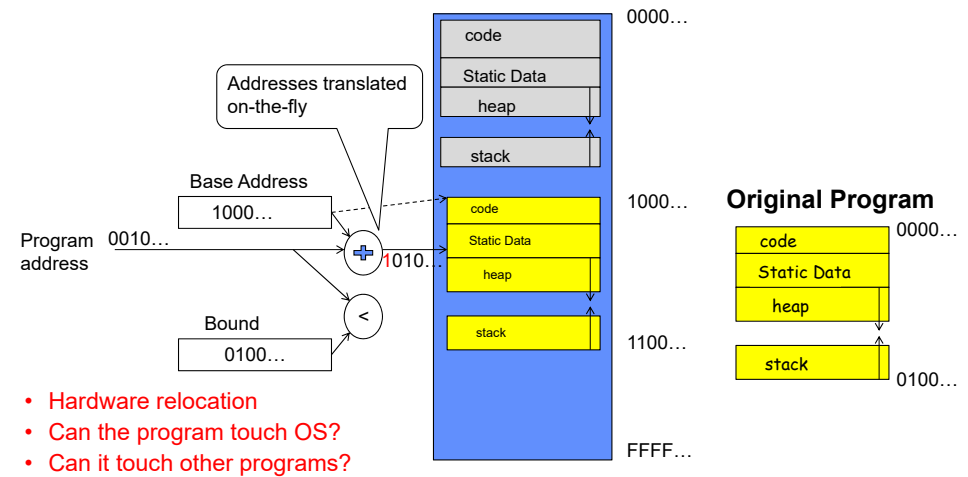 Addresses translated
on-the-fly
Base Address
1000…
Program
address
0010…
+
1010…
<
Bound
0100…
code
Static Data
heap
stack
code
Static Data
heap
stack
0000…
1000…
1100…
FFFF…
Original Program
code
Static Data
heap
stack
0000…
0100…
• Hardware relocation
• Can the program touch OS?
• Can it touch other programs?